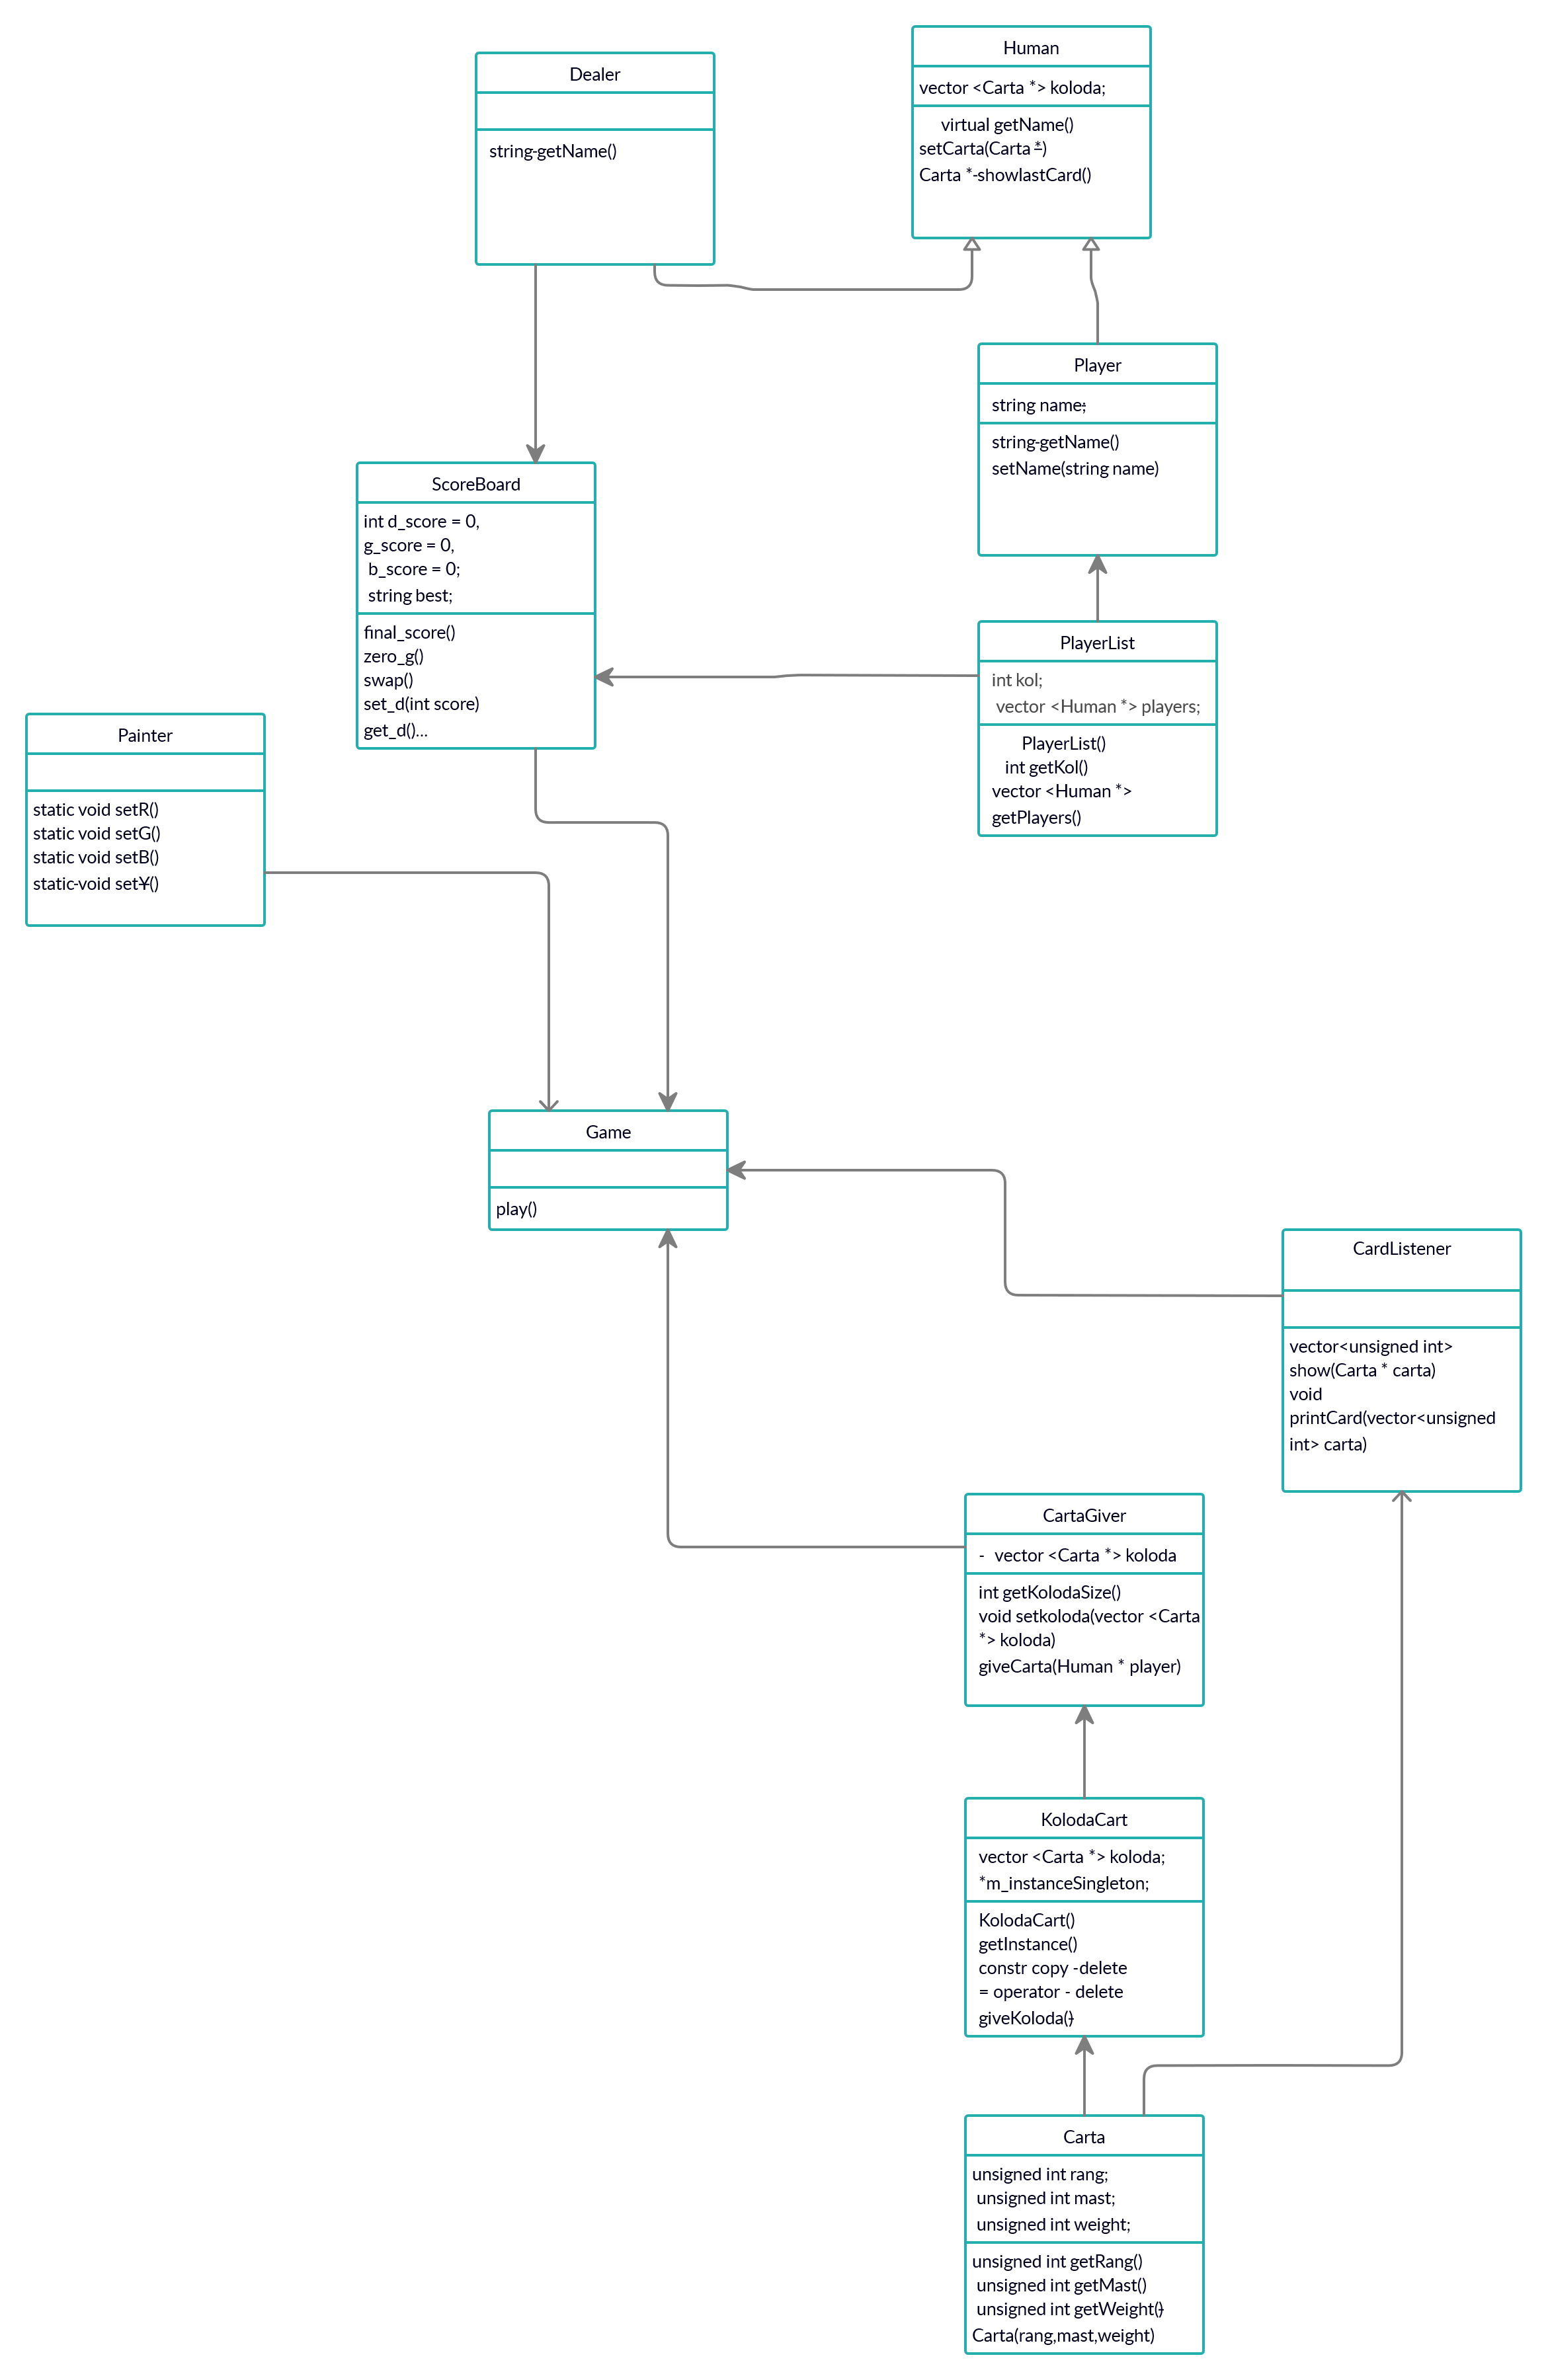 Human
vector <Carta *> koloda;
virtual getName()
setCarta(Carta *)
Carta *-showlastCard()
Dealer
string-getName()
Player
string name;
string-getName()
setName(string name)
ScoreBoard
int d_score = 0,
g_score = 0,
b_score = 0;
string best;
final_score()
zero_g()
swap()
set_d(int score)
get_d()...
PlayerList
int kol;
vector <Human *> players;
PlayerList()
int getKol()
vector <Human *>
getPlayers()
Painter
static void setR()
static void setG()
static void setB()
static-void setY()
Game
play()
CardListener
vector<unsigned int>
show(Carta * carta)
void
printCard(vector<unsigned
int> carta)
CartaGiver
- vector <Carta *> koloda
int getKolodaSize()
void setkoloda(vector <Carta
*> koloda)
giveCarta(Human * player)
KolodaCart
vector <Carta *> koloda;
*m_instanceSingleton;
KolodaCart()
getInstance()
constr copy -delete
= operator - delete
giveKoloda()
Carta
unsigned int rang;
unsigned int mast;
unsigned int weight;
unsigned int getRang()
unsigned int getMast()
unsigned int getWeight()
Carta(rang,mast,weight)